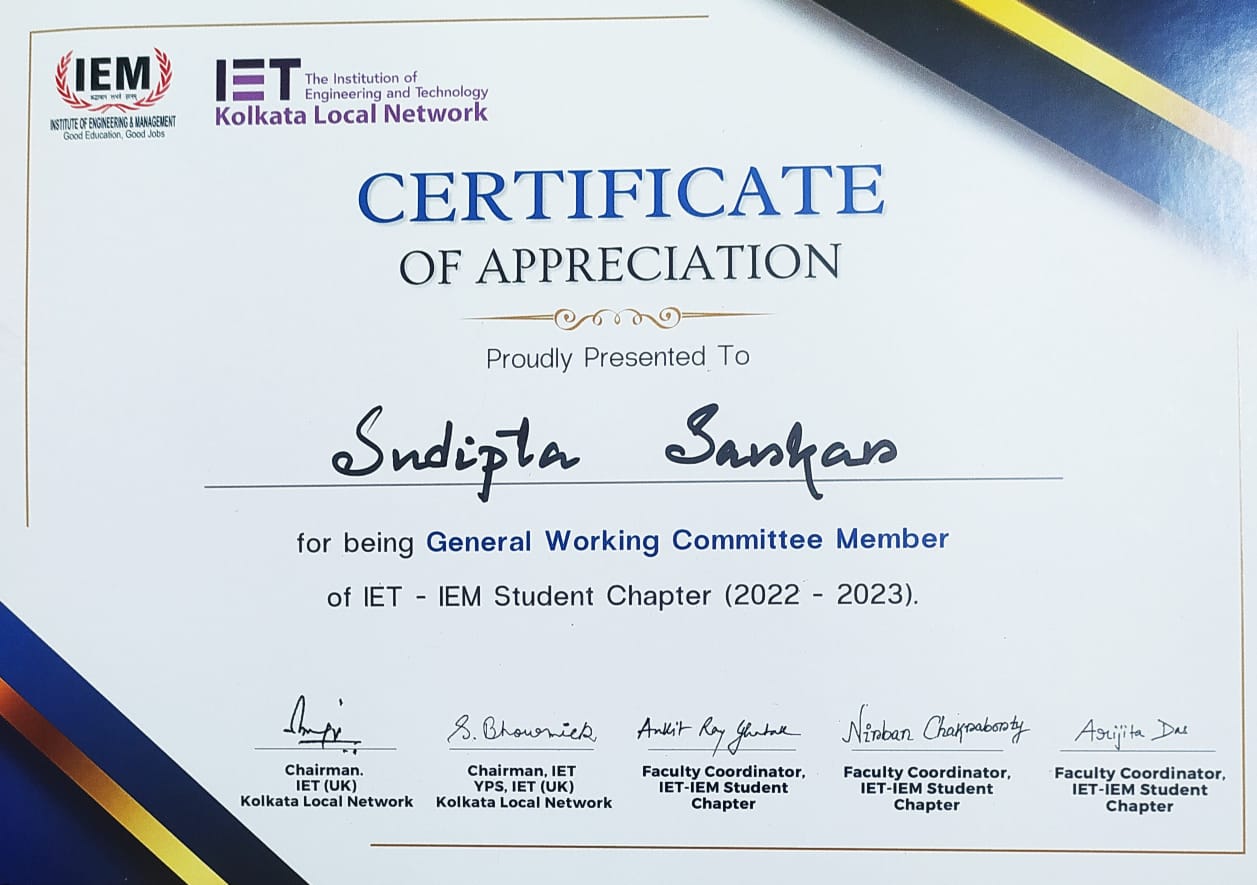 IEM
INSTITUTE OF ENGINEERING & MANAGEMENT
Good Education, Good Jobs
IET The Institution of
Engineering and Technology
Kolkata Local Network
CERTIFICATE
OF APPRECIATION
Proudly Presented To
Sudipta Sarkar
for being General Working Committee Member
of IET - IEM Student Chapter (2022 - 2023).
S. Bhowmick
Ankit Ray Ghatak
Nirban Chakraborty
Arijita Das
Chairman.
IET (UK)
Kolkata Local Network
Chairman, IET
YPS, IET (UK)
Kolkata Local Network
Faculty Coordinator,
IET-IEM Student
Chapter
Faculty Coordinator,
IET-IEM Student
Chapter
Faculty Coordinator,
IET-IEM Student
Chapter